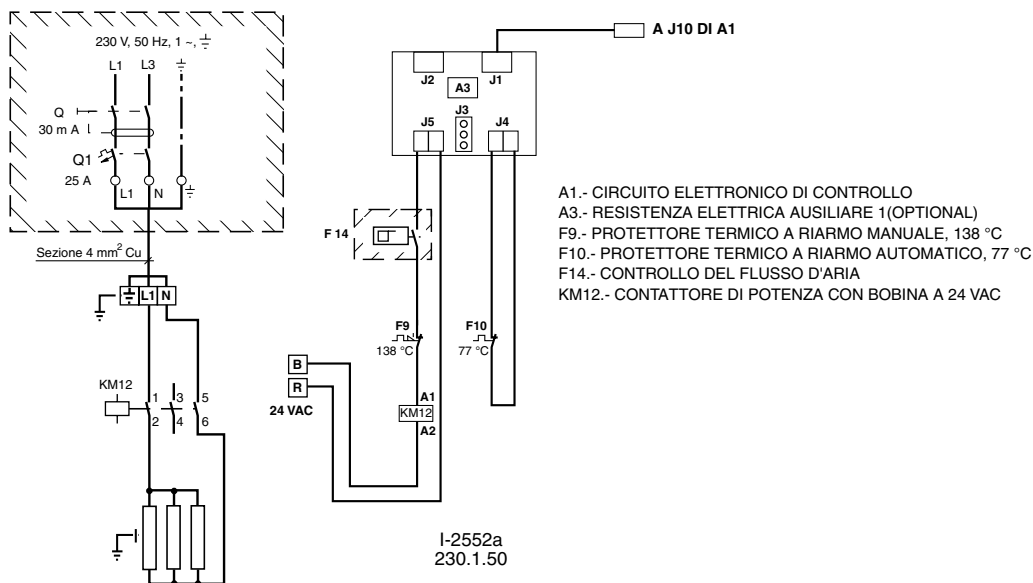 230 V, 50 Hz, 1 ~,
L1 L3
Q
30 m A
Q1
25 A
L1 N
Sezione 4 mm² Cu
L1 N
KM12
1 3 5
2 4 6
A J10 DI A1
J2 J1
A3
J3
J5 J4
F 14
F9
138 °C
F10
77 °C
B
R
24 VAC
A1
KM12
A2
A1.- CIRCUITO ELETTRONICO DI CONTROLLO
A3.- RESISTENZA ELETTRICA AUSILIARE 1(OPTIONAL)
F9.- PROTETTORE TERMICO A RIARMO MANUALE, 138 °C
F10.- PROTETTORE TERMICO A RIARMO AUTOMATICO, 77 °C
F14.- CONTROLLO DEL FLUSSO D'ARIA
KM12.- CONTATTORE DI POTENZA CON BOBINA A 24 VAC
I-2552a
230.1.50